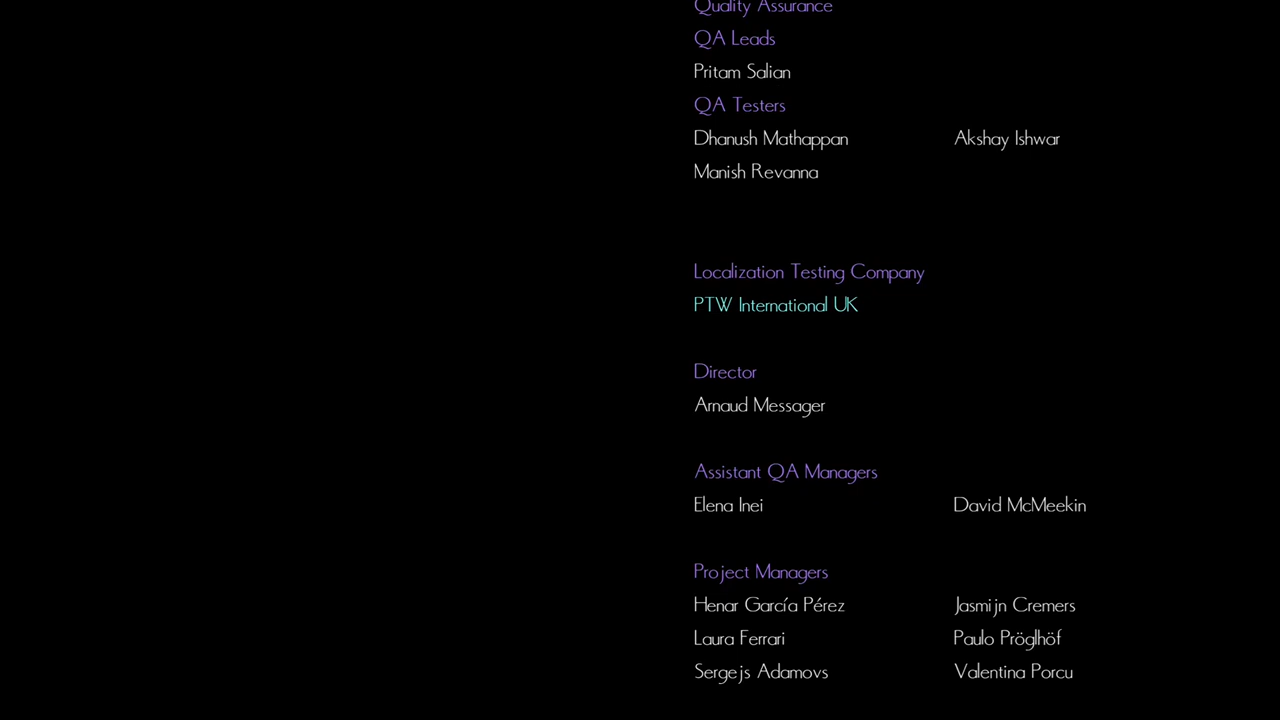 Quality Assurance
QA Leads
Pritam Salian
QA Testers
Dhanush Mathappan Akshay Ishwar
Manish Revanna
Localization Testing Company
PTW International UK
Director
Arnaud Messager
Assistant QA Managers
Elena Inei David McMeekin
Project Managers
Henar García Pérez Jasmijn Cremers
Laura Ferrari Paulo Pröglhöf
Sergejs Adamovs Valentina Porcu